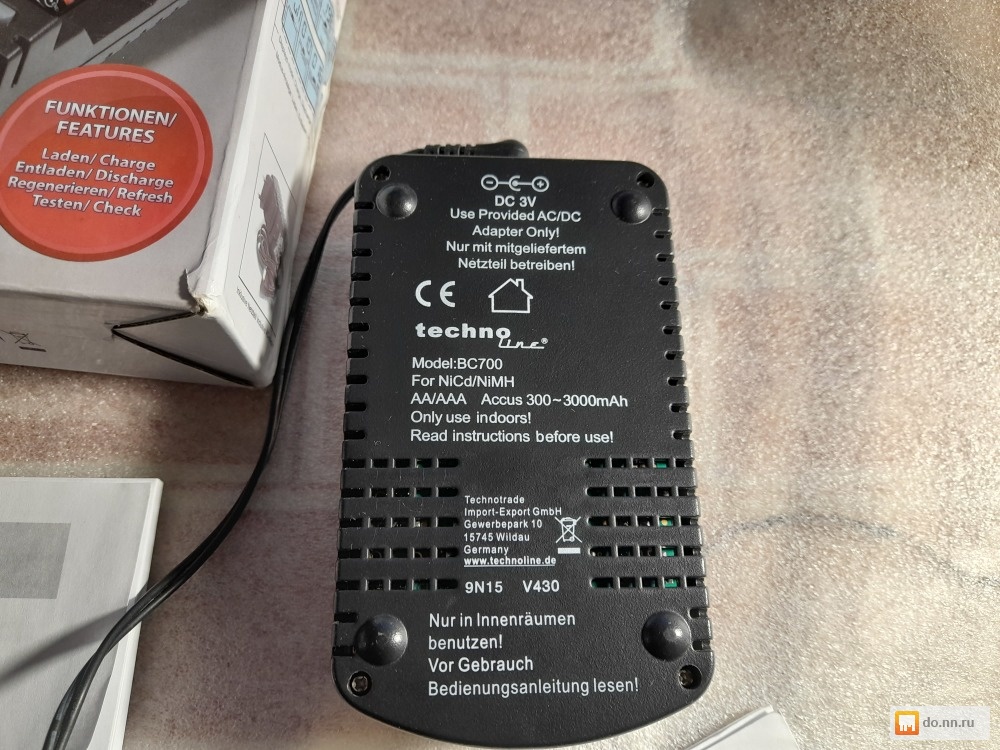 FUNKTIONEN/
FEATURES
Laden/ Charge
Entladen/ Discharge
Regenerieren/ Refresh
Testen/ Check
DC 3V
Use Provided AC/DC
Adapter Only!
Nur mit mitgeliefertem
Netzteil betreiben!
CE
techno
line®
Model:BC700
For NiCd/NiMH
AA/AAA Accus 300~3000mAh
Only use indoors!
Read instructions before use!
Technotrade
Import-Export GmbH
Gewerbepark 10
15745 Wildau
Germany
www.technoline.de
9N15 V430
Nur in Innenräumen
benutzen!
Vor Gebrauch
Bedienungsanleitung lesen!
do.nn.ru